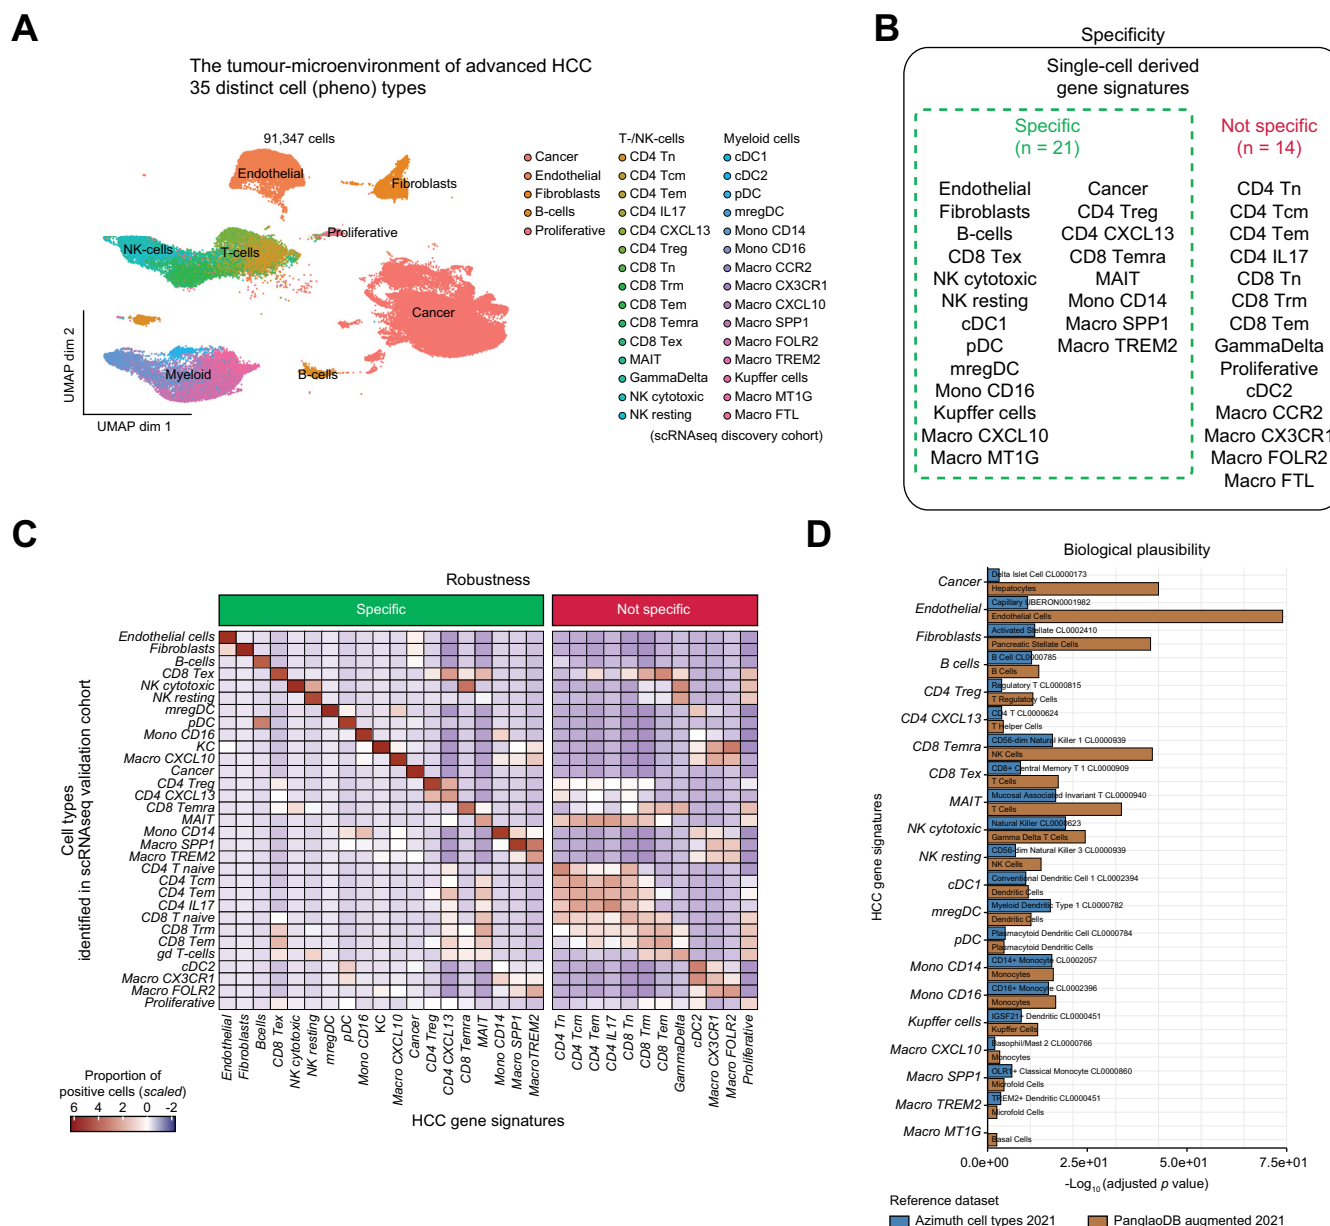 A
The tumour-microenvironment of advanced HCC
35 distinct cell (pheno) types
91,347 cells
Endothelial
Fibroblasts
Proliferative
NK-cells
T-cells
Cancer
Myeloid
B-cells
UMAP dim 2
UMAP dim 1
Cancer
Endothelial
Fibroblasts
B-cells
Proliferative
T-/NK-cells
CD4 Tn
CD4 Tcm
CD4 Tem
CD4 IL17
CD4 CXCL13
CD4 Treg
CD8 Tn
CD8 Trm
CD8 Tem
CD8 Temra
CD8 Tex
MAIT
GammaDelta
NK cytotoxic
NK resting
Myeloid cells
cDC1
cDC2
pDC
mregDC
Mono CD14
Mono CD16
Macro CCR2
Macro CX3CR1
Macro CXCL10
Macro SPP1
Macro FOLR2
Macro TREM2
Kupffer cells
Macro MT1G
Macro FTL
(scRNAseq discovery cohort)
B
Specificity
Single-cell derived
gene signatures
Specific
(n = 21)
Endothelial
Fibroblasts
B-cells
CD8 Tex
NK cytotoxic
NK resting
cDC1
pDC
mregDC
Mono CD16
Kupffer cells
Macro CXCL10
Macro MT1G
Cancer
CD4 Treg
CD4 CXCL13
CD8 Temra
MAIT
Mono CD14
Macro SPP1
Macro TREM2
Not specific
(n = 14)
CD4 Tn
CD4 Tcm
CD4 Tem
CD4 IL17
CD8 Tn
CD8 Trm
CD8 Tem
GammaDelta
Proliferative
cDC2
Macro CCR2
Macro CX3CR1
Macro FOLR2
Macro FTL
C
Robustness
Specific
Not specific
Cell types
identified in scRNAseq validation cohort
Endothelial cells
Fibroblasts
B-cells
CD8 Tex
NK cytotoxic
NK resting
mregDC
pDC
Mono CD16
KC
Macro CXCL10
Cancer
CD4 Treg
CD4 CXCL13
CD8 Temra
MAIT
Mono CD14
Macro SPP1
Macro TREM2
CD4 T naive
CD4 Tcm
CD4 Tem
CD4 IL17
CD8 T naive
CD8 Trm
CD8 Tem
gd T-cells
cDC2
Macro CX3CR1
Macro FOLR2
Proliferative
Endothelial
Fibroblasts
Bcells
CD8 Tex
NK cytotoxic
NK resting
mregDC
pDC
Mono CD16
KC
Macro CXCL10
Cancer
CD4 Treg
CD4 CXCL13
CD8 Temra
MAIT
Mono CD14
Macro SPP1
MacroTREM2
CD4 Tn
CD4 Tcm
CD4 Tem
CD4 IL17
CD8 Tn
CD8 Trm
CD8 Tem
GammaDelta
cDC2
Macro CX3CR1
Macro FOLR2
Proliferative
HCC gene signatures
Proportion of
positive cells (scaled)
6 4 2 0 -2
D
Biological plausibility
HCC gene signatures
Cancer
Delta Islet Cell CL0000173
Hepatocytes
Endothelial
Capillary UBERON0001982
Endothelial Cells
Fibroblasts
Activated Stellate CL0002410
Pancreatic Stellate Cells
B cells
B Cell CL0000785
B Cells
CD4 Treg
Regulatory T CL0000815
T Regulatory Cells
CD4 CXCL13
CD4 T CL0000624
T Helper Cells
CD8 Temra
CD56-dim Natural Killer 1 CL0000939
NK Cells
CD8 Tex
CD8+ Central Memory T 1 CL0000909
T Cells
MAIT
Mucosal Associated Invariant T CL0000940
T Cells
NK cytotoxic
Natural Killer CL0000623
Gamma Delta T Cells
NK resting
CD56-dim Natural Killer 3 CL0000939
NK Cells
cDC1
Conventional Dendritic Cell 1 CL0002394
Dendritic Cells
mregDC
Myeloid Dendritic Type 1 CL0000782
Dendritic Cells
pDC
Plasmacytoid Dendritic Cell CL0000784
Plasmacytoid Dendritic Cells
Mono CD14
CD14+ Monocyte CL0002057
Monocytes
Mono CD16
CD16+ Monocyte CL0002396
Monocytes
Kupffer cells
IGSF21+ Dendritic CL0000451
Kupffer Cells
Macro CXCL10
Basophil/Mast 2 CL0000766
Monocytes
Macro SPP1
OLR1+ Classical Monocyte CL0000860
Microfold Cells
Macro TREM2
TREM2+ Dendritic CL0000451
Microfold Cells
Macro MT1G
Basal Cells
0.0e+00 2.5e+01 5.0e+01 7.5e+01
-Log10 (adjusted p value)
Reference dataset
Azimuth cell types 2021
PanglaoDB augmented 2021